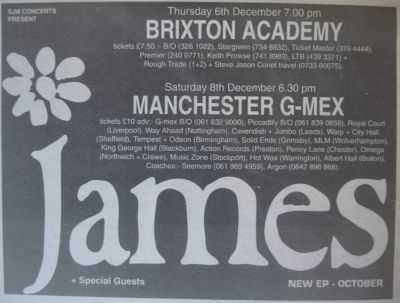 SJM CONCERTS
PRESENT
Thursday 6th December 7.00 pm
BRIXTON ACADEMY
tickets £7.50 :- B/O (326 1022), Stargreen (734 8932), Ticket Master (379 4444),
Premier (240 0771), Keith Prowse (741 8989), LTB (439 3371) +
Rough Trade (1+2) + Steve Jason Coriet travel (0733 60075).
Saturday 8th December 6.30 pm
MANCHESTER G-MEX
tickets £10 adv:- G-mex B/O (061 832 9000), Piccadilly B/O (061 839 0858), Royal Court
(Liverpool), Way Ahead (Nottingham), Cavendish + Jumbo (Leeds), Warp + City Hall
(Sheffield), Tempest + Odeon (Birmingham), Solid Ends (Grimsby), MLM (Wolverhampton),
King George Hall (Blackburn), Action Records (Preston), Penny Lane (Chester), Omega
(Northwich + Crewe), Music Zone (Stockport), Hot Wax (Warrington), Albert Hall (Bolton).
Coaches:- Seemore (061 969 4959), Argon (0642 896 868).
James
+ Special Guests
NEW EP - OCTOBER